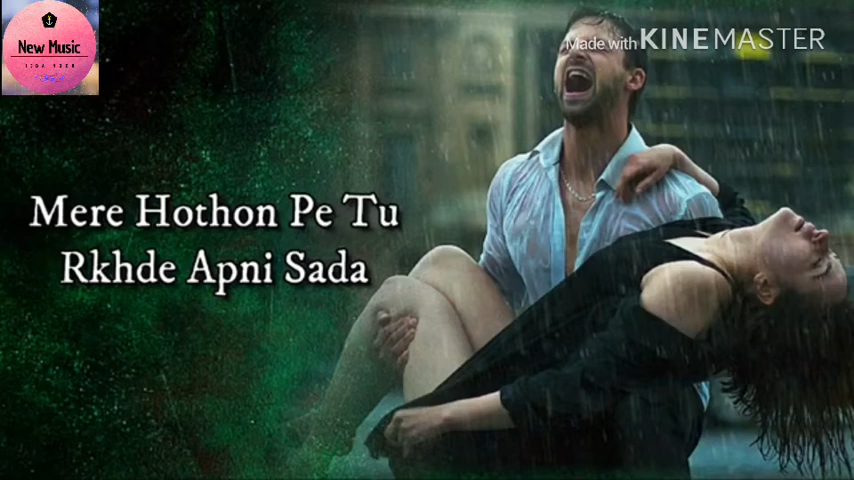 New Music
Made with KINEMASTER
Mere Hothon Pe Tu
Rkhde Apni Sada